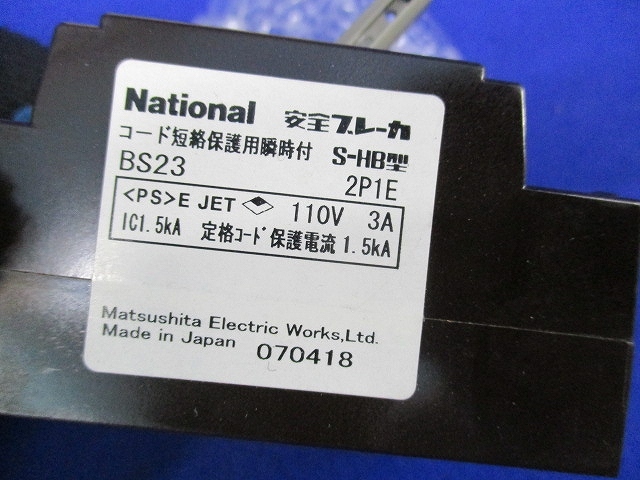 National 安全ブレーカ
コード短絡保護用瞬時付 S-HB型
BS23 2P1E
<PS>E JET 110V 3A
IC1.5kA 定格コード保護電流1.5kA
Matsushita Electric Works,Ltd.
Made in Japan 070418